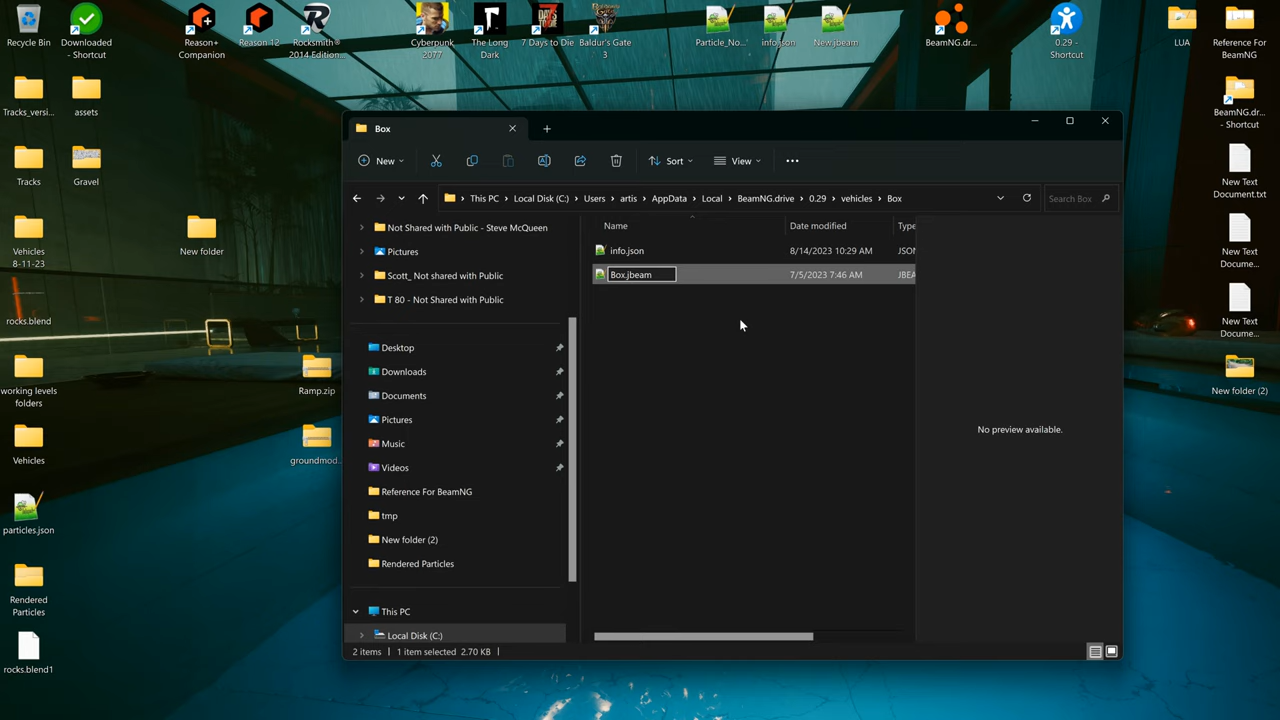 Recycle Bin
Downloaded
- Shortcut
Reason+
Companion
Reason 12
Rocksmith®
2014 Edition...
Cyberpunk
2077
The Long
Dark
7 Days to Die
Baldur's Gate
3
Particle_No...
info.json
New.jbeam
BeamNG.dr...
0.29 -
Shortcut
LUA
Reference For
BeamNG
Tracks_versi...
assets
BeamNG.dr...
- Shortcut
Tracks
Gravel
New Text
Document.txt
Vehicles
8-11-23
New folder
New Text
Docume...
rocks.blend
New Text
Docume...
working levels
folders
Ramp.zip
New folder (2)
Vehicles
groundmod...
particles.json
Rendered
Particles
rocks.blend1
Box
New
Sort
View
This PC > Local Disk (C:) > Users > artis > AppData > Local > BeamNG.drive > 0.29 > vehicles > Box
Search Box
Not Shared with Public - Steve McQueen
Pictures
Scott_ Not shared with Public
T 80 - Not Shared with Public
Desktop
Downloads
Documents
Pictures
Music
Videos
Reference For BeamNG
tmp
New folder (2)
Rendered Particles
This PC
Local Disk (C:)
Name Date modified Type
info.json 8/14/2023 10:29 AM JSON
Box.jbeam 7/5/2023 7:46 AM JBEA
No preview available.
2 items 1 item selected 2.70 KB